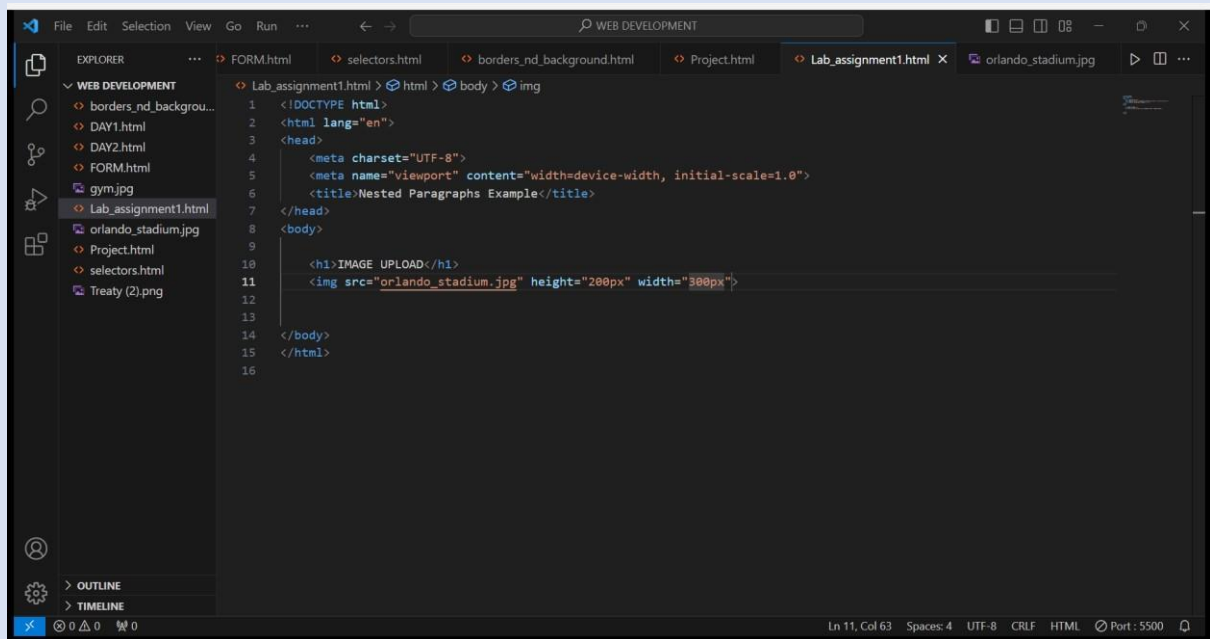 File Edit Selection View Go Run ... WEB DEVELOPMENT
EXPLORER ...
FORM.html selectors.html borders_nd_background.html Project.html Lab_assignment1.html orlando_stadium.jpg ...
WEB DEVELOPMENT
borders_nd_backgrou...
DAY1.html
DAY2.html
FORM.html
gym.jpg
Lab_assignment1.html
orlando_stadium.jpg
Project.html
selectors.html
Treaty (2).png
OUTLINE
TIMELINE
Lab_assignment1.html > html > body > img
1 <!DOCTYPE html>
2 <html lang="en">
3 <head>
4 <meta charset="UTF-8">
5 <meta name="viewport" content="width=device-width, initial-scale=1.0">
6 <title>Nested Paragraphs Example</title>
7 </head>
8 <body>
9
10 <h1>IMAGE UPLOAD</h1>
11 <img src="orlando_stadium.jpg" height="200px" width="300px">
12
13
14 </body>
15 </html>
16
0 0 0 Ln 11, Col 63 Spaces: 4 UTF-8 CRLF HTML Port : 5500